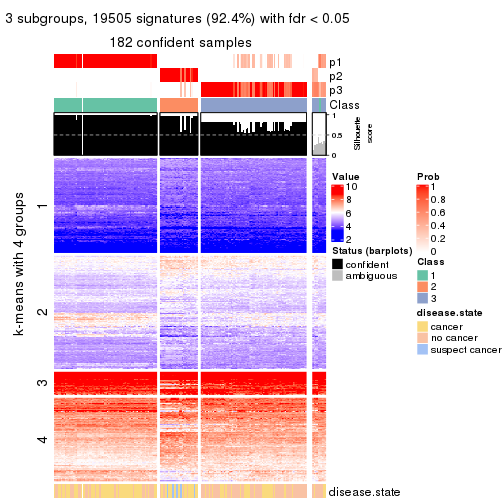 3 subgroups, 19505 signatures (92.4%) with fdr < 0.05
182 confident samples
p1
p2
p3
Class
1
0.5
0
Silhouette
score
k-means with 4 groups
1
2
3
4
disease.state
Value
10
8
6
4
2
Status (barplots)
confident
ambiguous
Prob
1
0.8
0.6
0.4
0.2
0
Class
1
2
3
disease.state
cancer
no cancer
suspect cancer